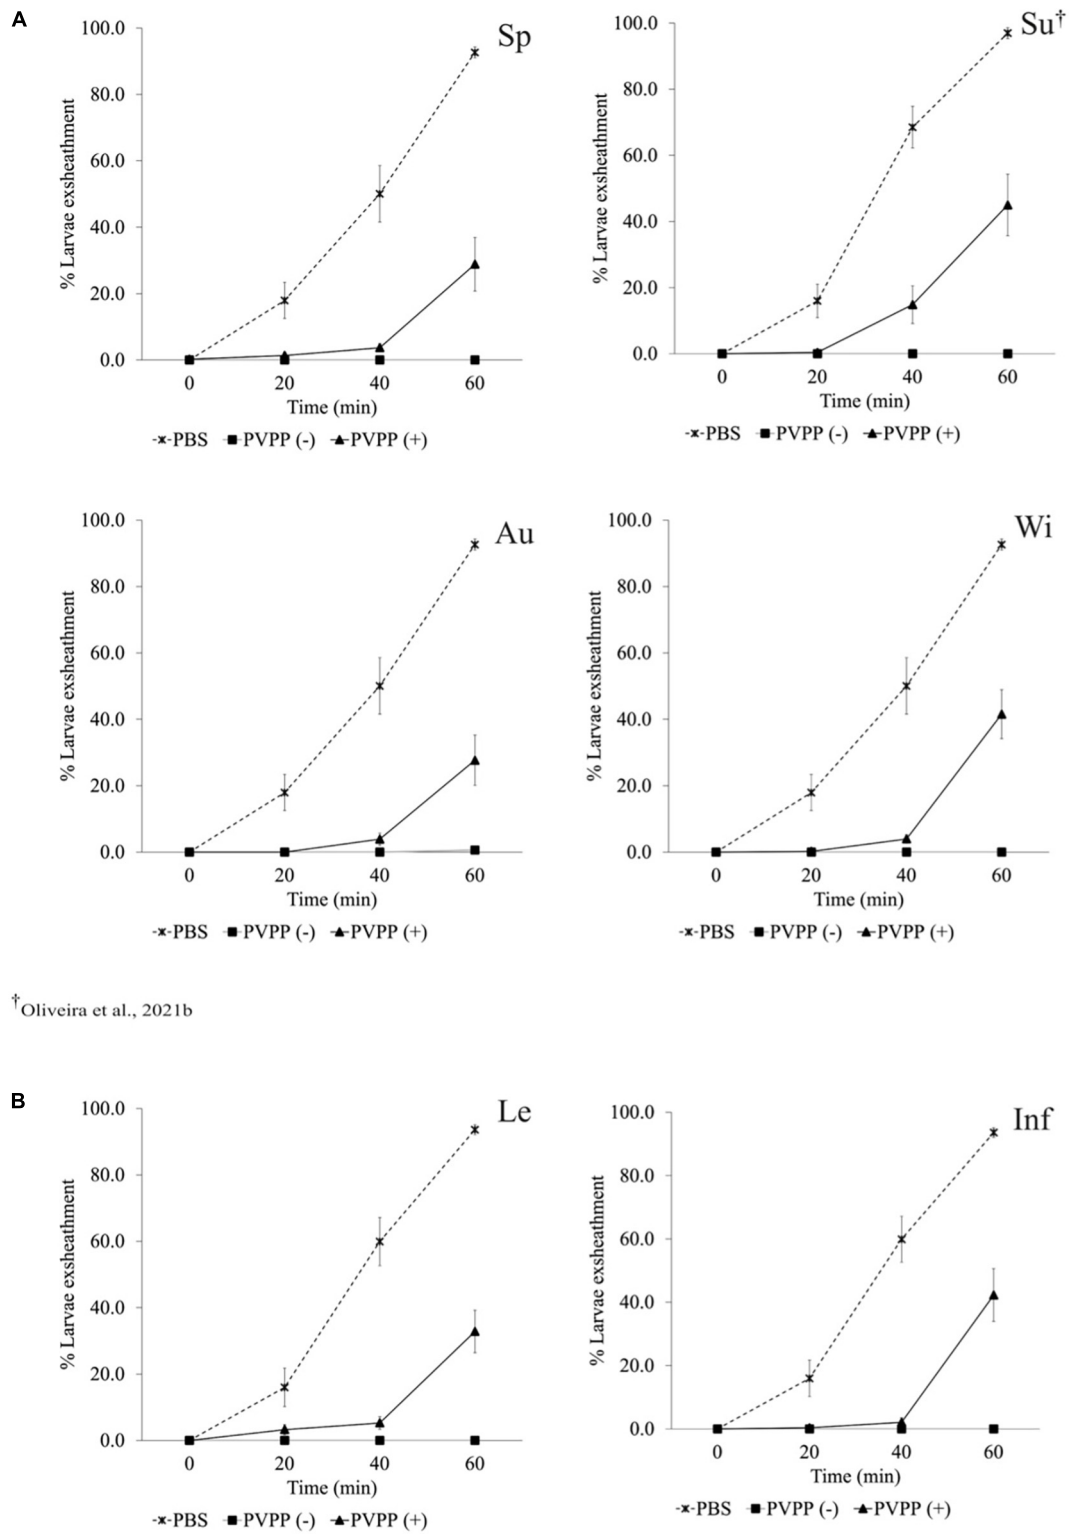 A
Sp
% Larvae exsheathment
100.0
80.0
60.0
40.0
20.0
0.0
0 20 40 60
Time (min)
PBS PVPP (-) PVPP (+)
Su†
% Larvae exsheathment
100.0
80.0
60.0
40.0
20.0
0.0
0 20 40 60
Time (min)
PBS PVPP (-) PVPP (+)
Au
% Larvae exsheathment
100.0
80.0
60.0
40.0
20.0
0.0
0 20 40 60
Time (min)
PBS PVPP (-) PVPP (+)
Wi
% Larvae exsheathment
100.0
80.0
60.0
40.0
20.0
0.0
0 20 40 60
Time (min)
PBS PVPP (-) PVPP (+)
†Oliveira et al., 2021b
B
Le
% Larvae exsheathment
100.0
80.0
60.0
40.0
20.0
0.0
0 20 40 60
Time (min)
PBS PVPP (-) PVPP (+)
Inf
% Larvae exsheathment
100.0
80.0
60.0
40.0
20.0
0.0
0 20 40 60
Time (min)
PBS PVPP (-) PVPP (+)